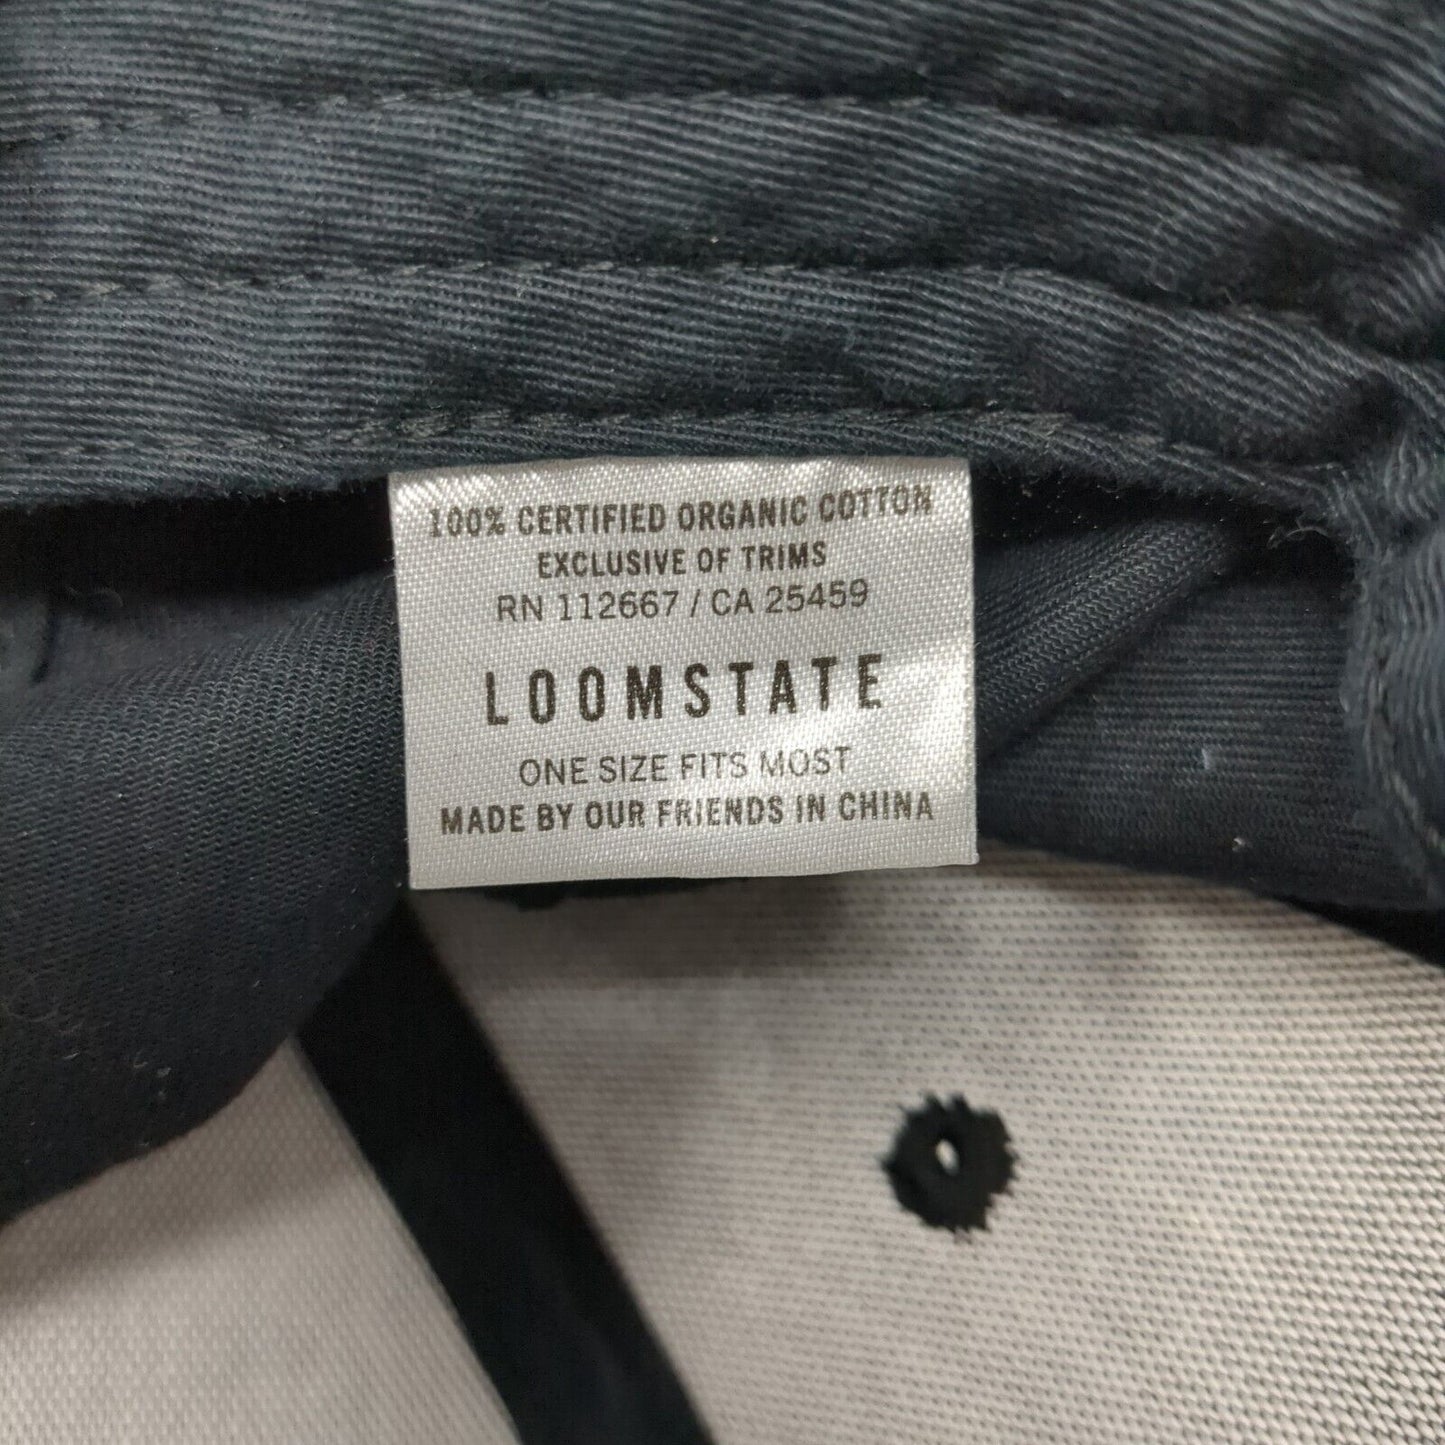 100% CERTIFIED ORGANIC COTTON
EXCLUSIVE OF TRIMS
RN 112667 / CA 25459
LOOMSTATE
ONE SIZE FITS MOST
MADE BY OUR FRIENDS IN CHINA